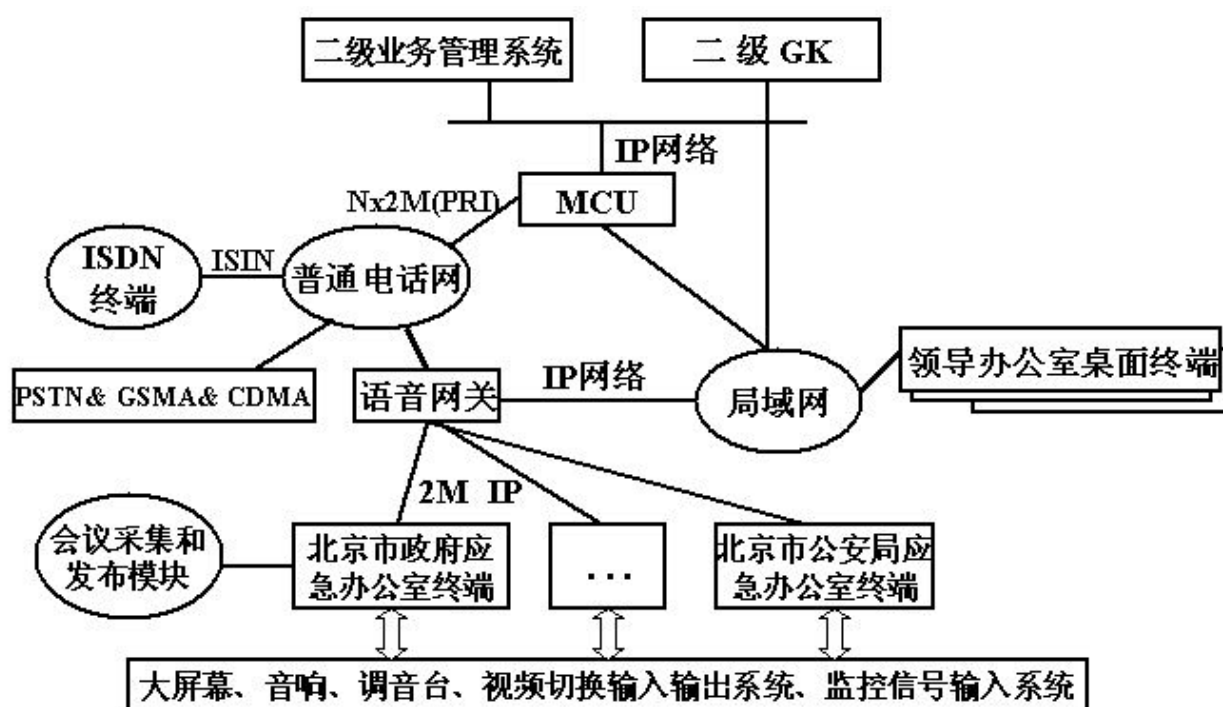 二级业务管理系统
二级GK
IP网络
Nx2M(PRI)
MCU
ISDN
终端
ISIN
普通电话网
PSTN& GSMA& CDMA
语音网关
IP网络
局域网
领导办公室桌面终端
2M IP
会议采集和
发布模块
北京市政府应
急办公室终端
...
北京市公安局应
急办公室终端
大屏幕、音响、调音台、视频切换输入输出系统、监控信号输入系统